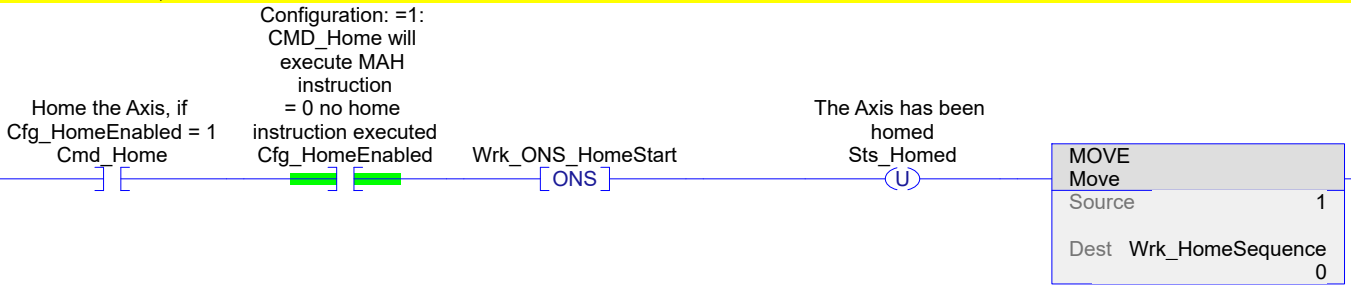 Configuration: =1:
CMD_Home will
execute MAH
instruction
= 0 no home
instruction executed
Cfg_HomeEnabled
Home the Axis, if
Cfg_HomeEnabled = 1
Cmd_Home
Wrk_ONS_HomeStart
ONS
The Axis has been
homed
Sts_Homed
U
MOVE
Move
Source 1
Dest Wrk_HomeSequence
0